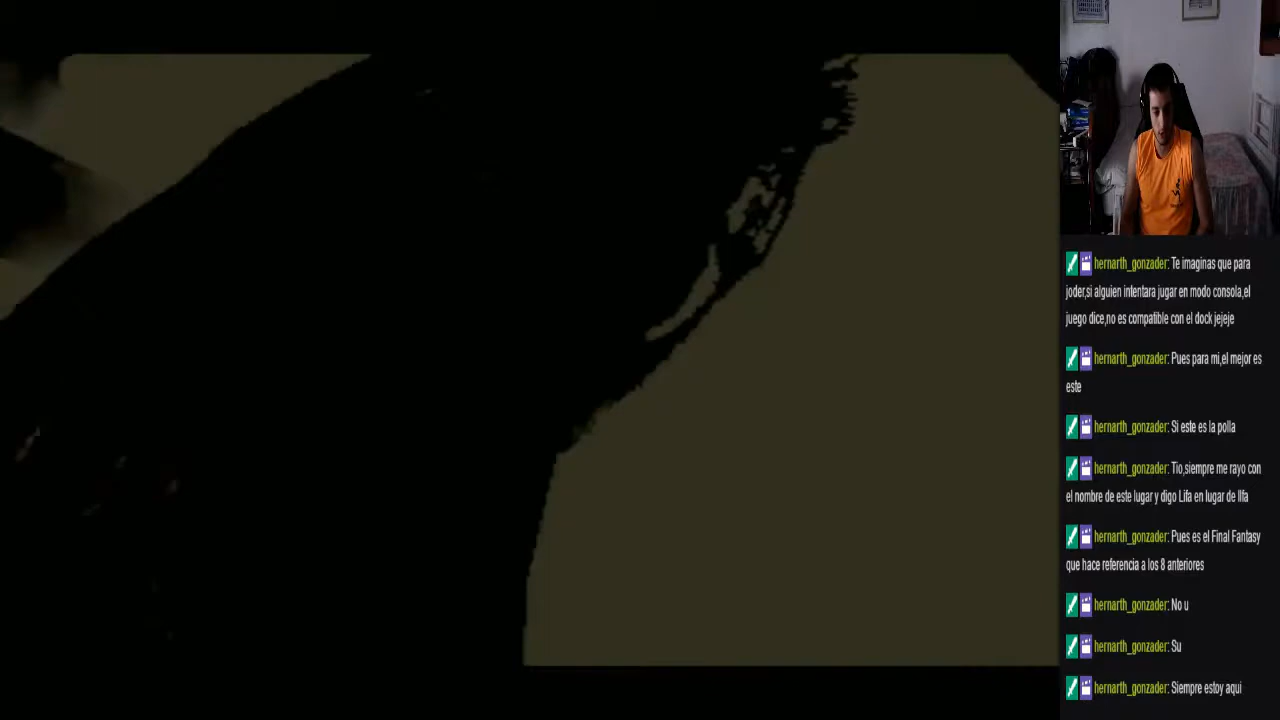 hernarth_gonzader: Te imaginas que para
joder,si alguien intentara jugar en modo consola,el
juego dice,no es compatible con el dock jejeje
hernarth_gonzader: Pues para mi,el mejor es
este
hernarth_gonzader: Si este es la polla
hernarth_gonzader: Tio,siempre me rayo con
el nombre de este lugar y digo Lifa en lugar de Ilfa
hernarth_gonzader: Pues es el Final Fantasy
que hace referencia a los 8 anteriores
hernarth_gonzader: No u
hernarth_gonzader: Su
hernarth_gonzader: Siempre estoy aqui